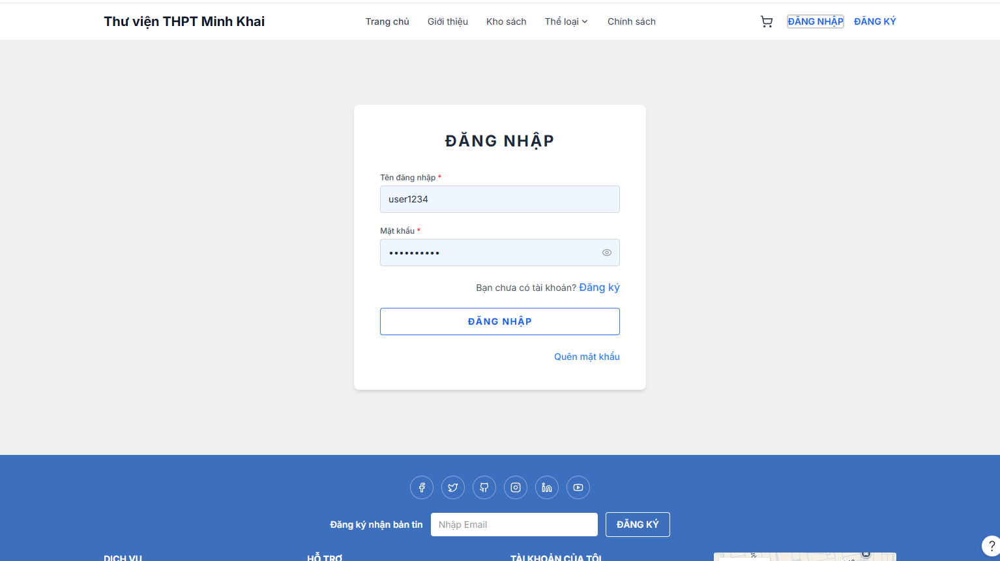 Thư viện THPT Minh Khai
Trang chủ Giới thiệu Kho sách Thể loại Chính sách
ĐĂNG NHẬP ĐĂNG KÝ
ĐĂNG NHẬP
Tên đăng nhập *
user1234
Mật khẩu *
••••••••••
Bạn chưa có tài khoản? Đăng ký
ĐĂNG NHẬP
Quên mật khẩu
Đăng ký nhận bản tin Nhập Email ĐĂNG KÝ
?
DỊCH VỤ HỖ TRỢ TÀI KHOẢN CỦA TÔI